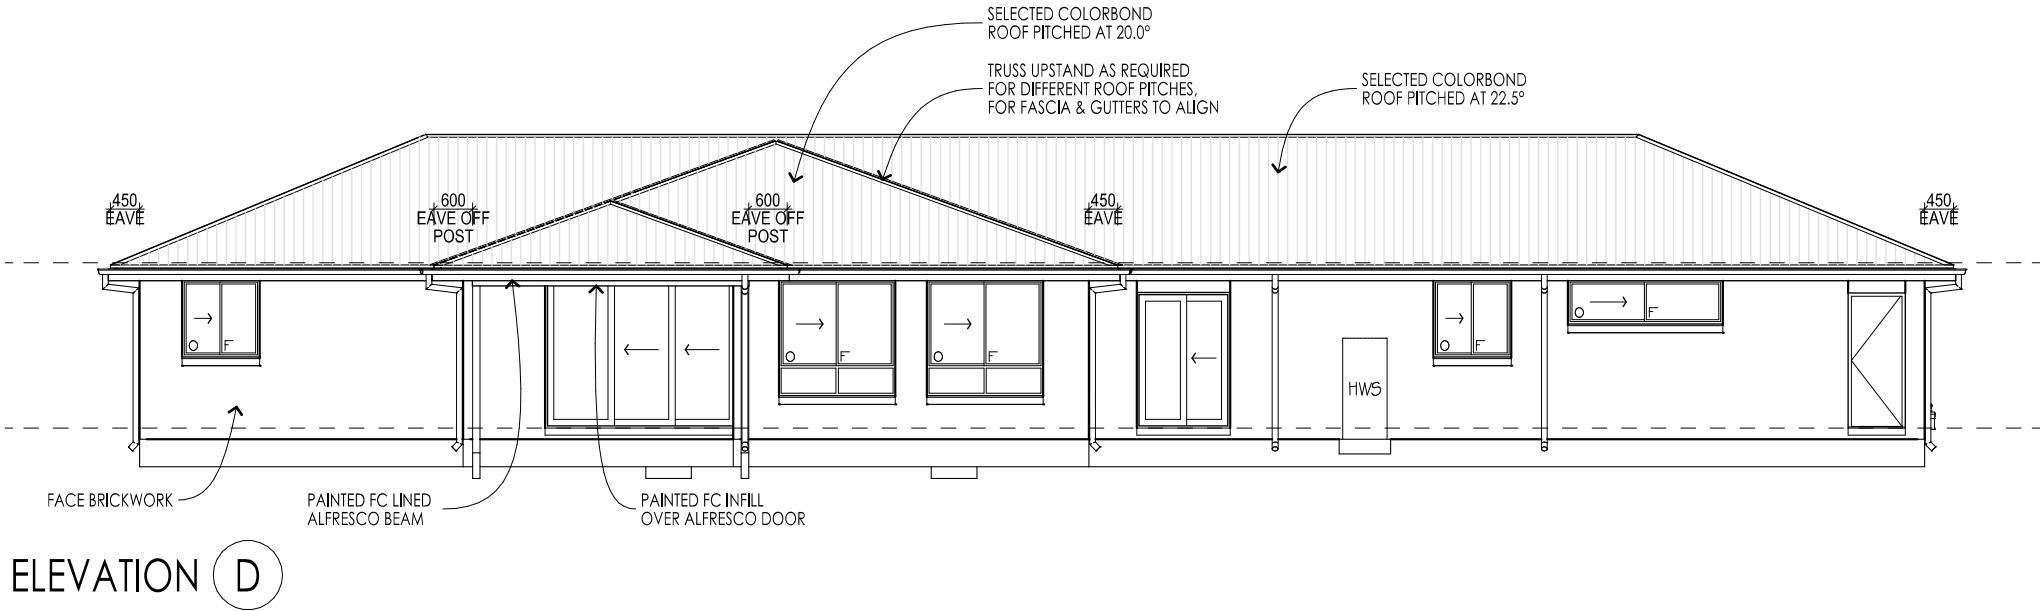 SELECTED COLORBOND
ROOF PITCHED AT 20.0°
TRUSS UPSTAND AS REQUIRED
FOR DIFFERENT ROOF PITCHES,
FOR FASCIA & GUTTERS TO ALIGN
SELECTED COLORBOND
ROOF PITCHED AT 22.5°
450
EAVE
600
EAVE OFF
POST
600
EAVE OFF
POST
450
EAVE
450
EAVE
O F
O F
O F
O F
O F
HWS
FACE BRICKWORK
PAINTED FC LINED
ALFRESCO BEAM
PAINTED FC INFILL
OVER ALFRESCO DOOR
ELEVATION D